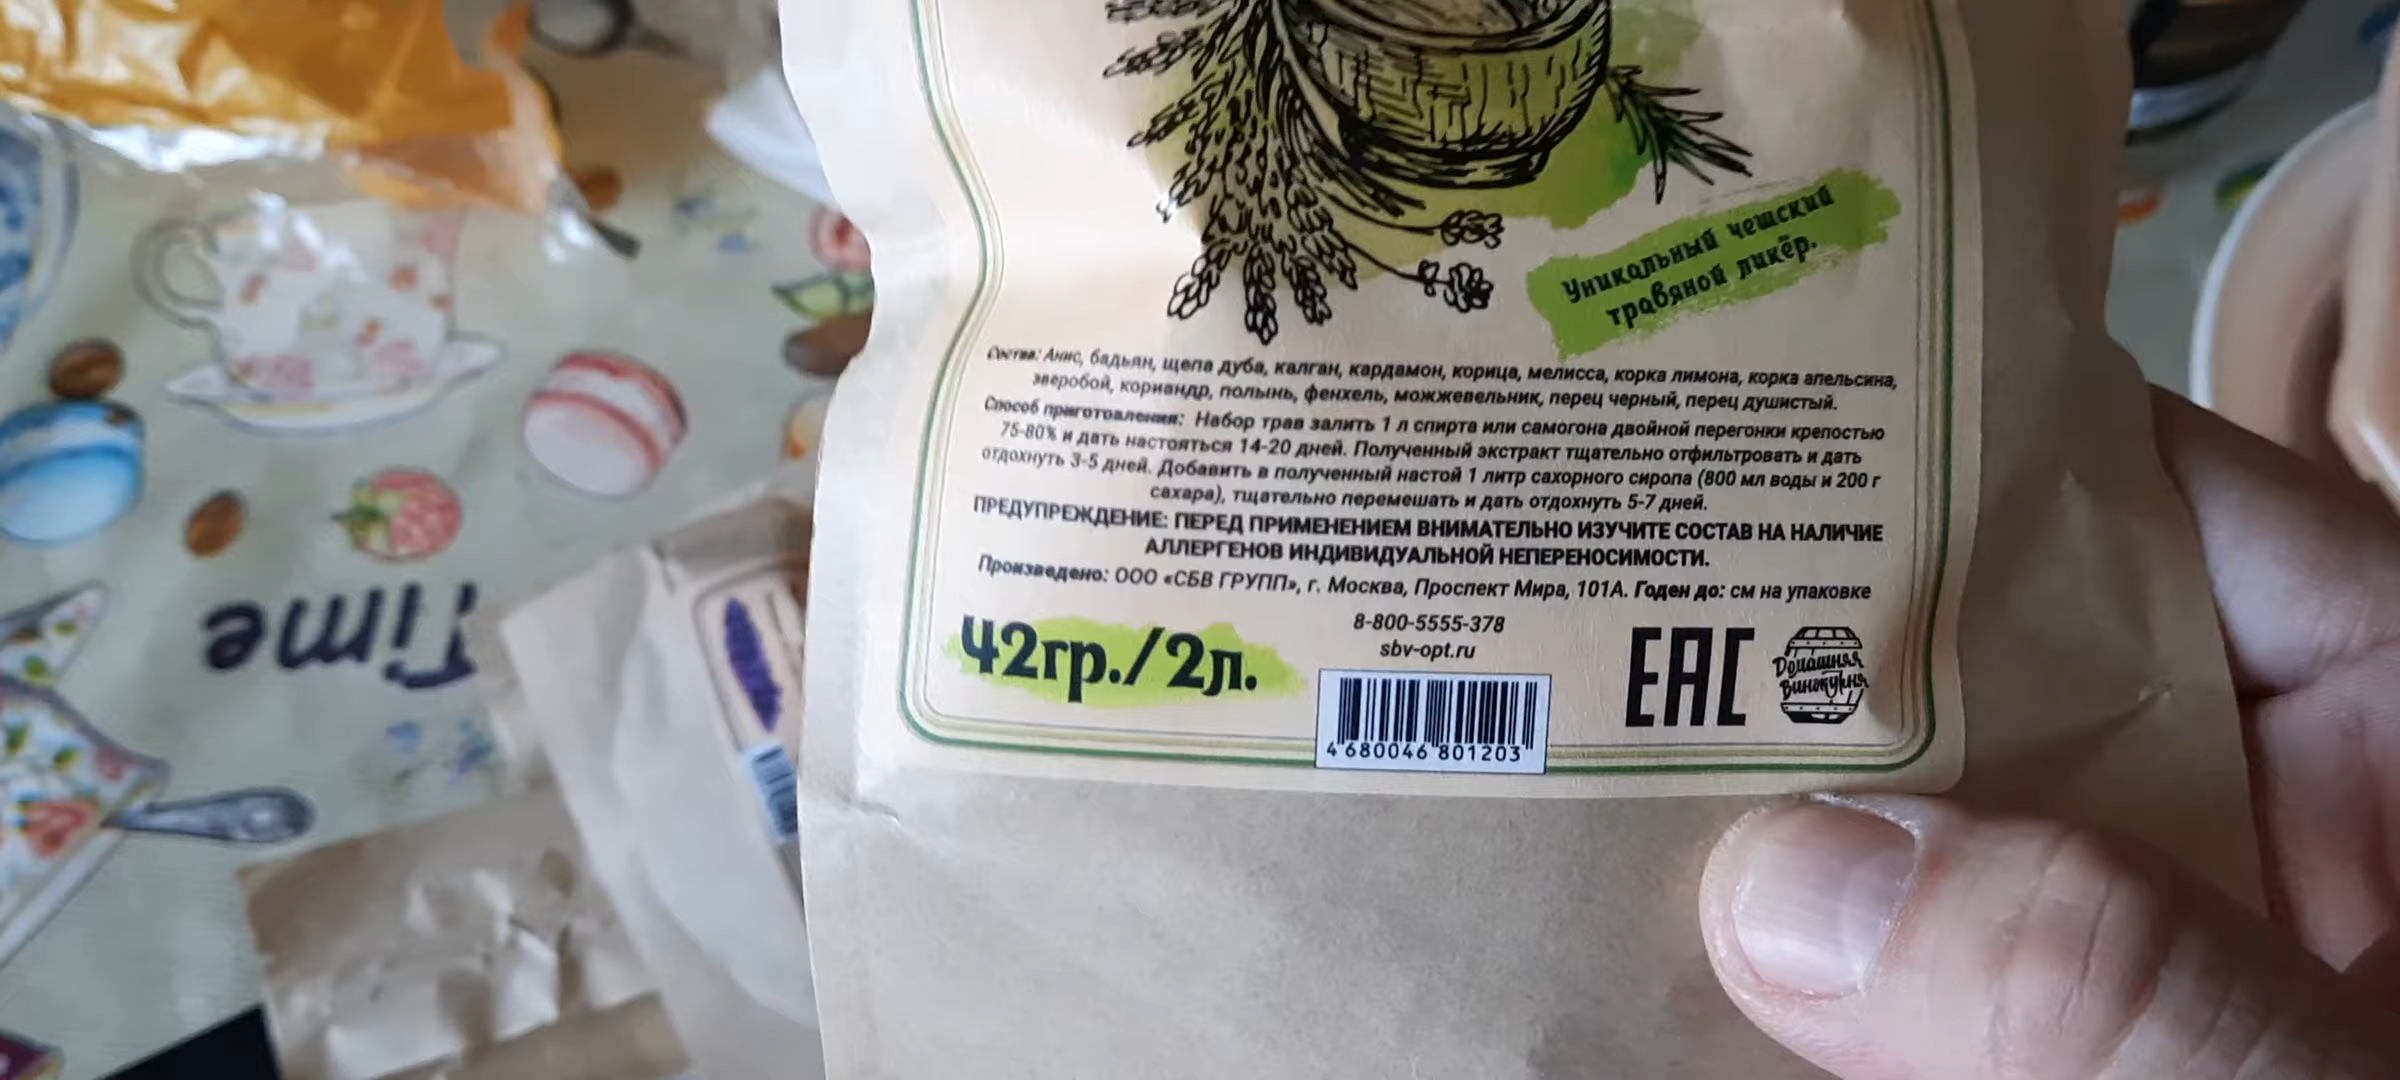 Уникальный чешский
травяной ликёр.
Состав: Анис, бадьян, щепа дуба, калган, кардамон, корица, мелисса, корка лимона, корка апельсина,
зверобой, кориандр, полынь, фенхель, можжевельник, перец черный, перец душистый.
Способ приготовления: Набор трав залить 1 л спирта или самогона двойной перегонки крепостью
75-80% и дать настояться 14-20 дней. Полученный экстракт тщательно отфильтровать и дать
отдохнуть 3-5 дней. Добавить в полученный настой 1 литр сахорного сиропа (800 мл воды и 200 г
сахара), тщательно перемешать и дать отдохнуть 5-7 дней.
ПРЕДУПРЕЖДЕНИЕ: ПЕРЕД ПРИМЕНЕНИЕМ ВНИМАТЕЛЬНО ИЗУЧИТЕ СОСТАВ НА НАЛИЧИЕ
АЛЛЕРГЕНОВ ИНДИВИДУАЛЬНОЙ НЕПЕРЕНОСИМОСТИ.
Произведено: ООО «СБВ ГРУПП», г. Москва, Проспект Мира, 101А. Годен до: см на упаковке
8-800-5555-378
sbv-opt.ru
42гр./2л.
4 680046 801203
EAC
Домашняя
винокурня
Time